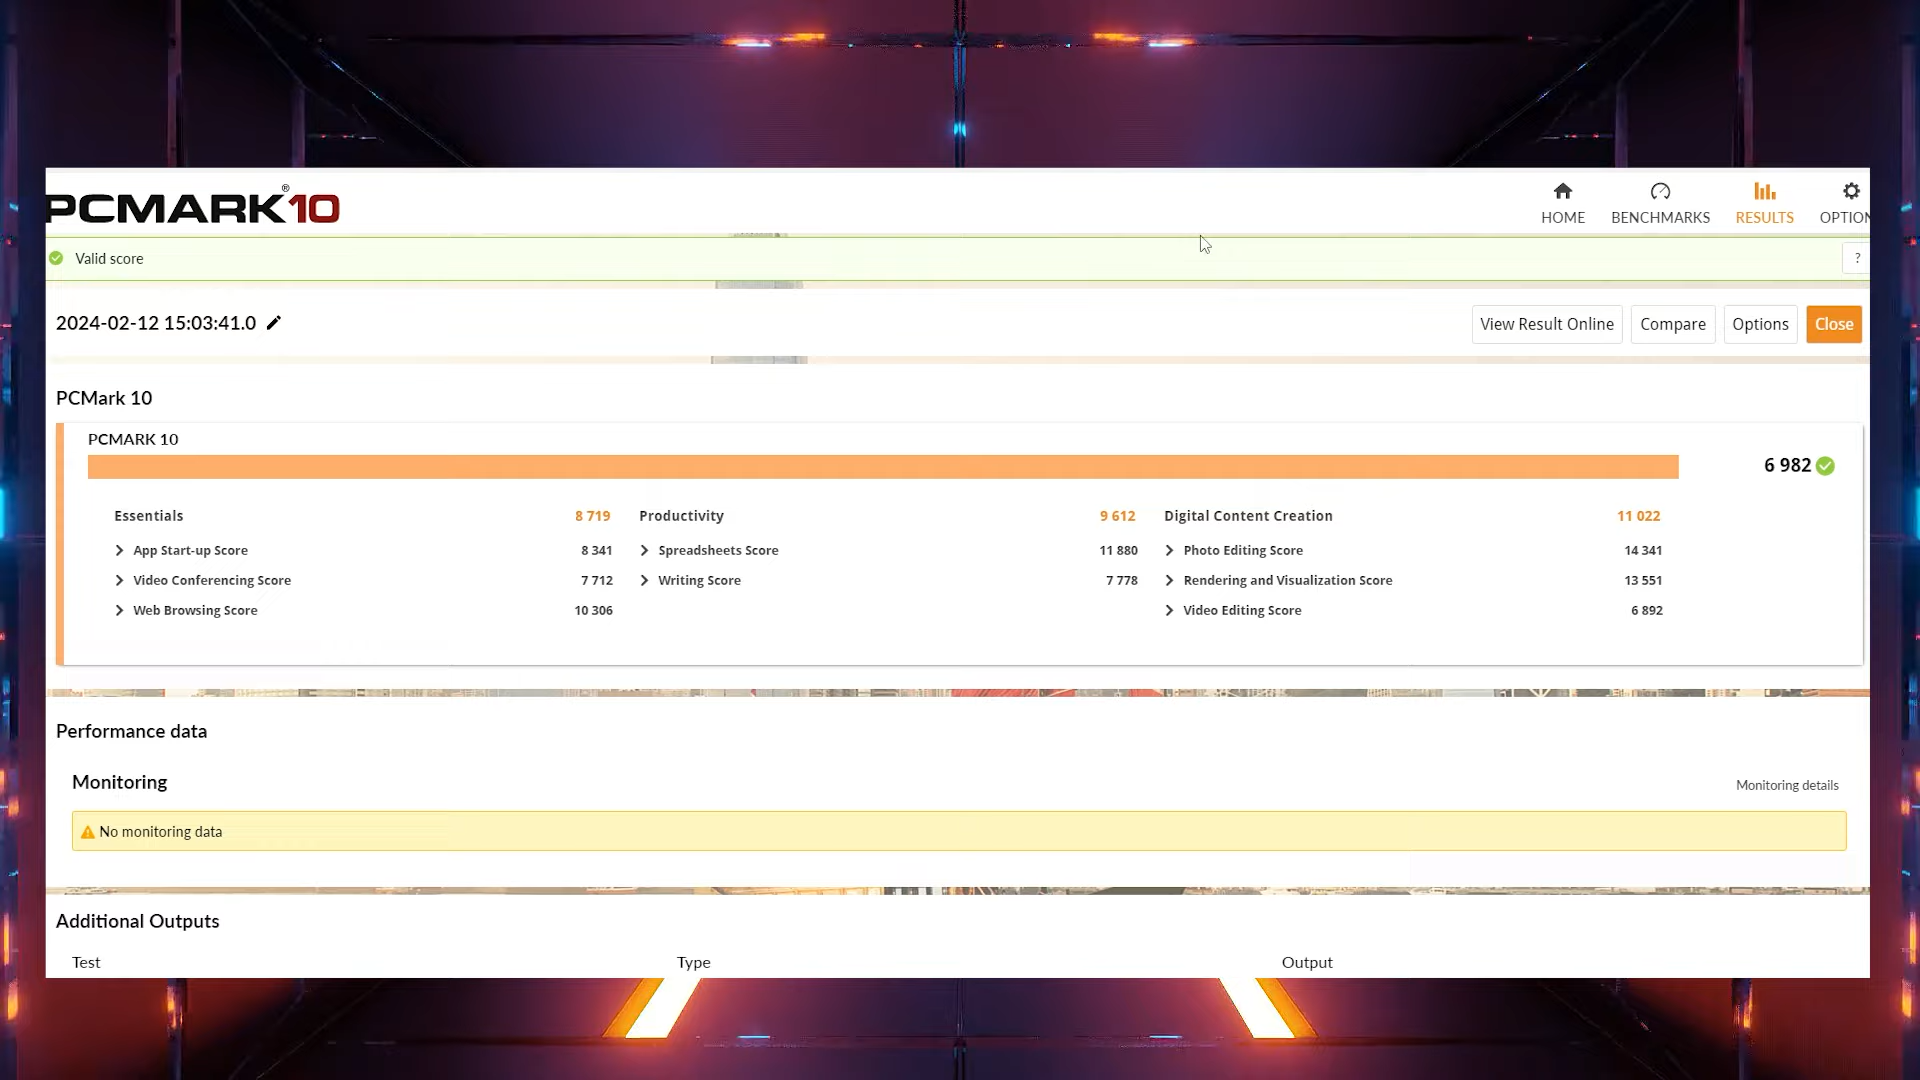 PCMARK®10
HOME
BENCHMARKS
RESULTS
OPTION
Valid score
?
2024-02-12 15:03:41.0
View Result Online
Compare
Options
Close
PCMark 10
PCMARK 10
6 982
Essentials 8 719
App Start-up Score 8 341
Video Conferencing Score 7 712
Web Browsing Score 10 306
Productivity 9 612
Spreadsheets Score 11 880
Writing Score 7 778
Digital Content Creation 11 022
Photo Editing Score 14 341
Rendering and Visualization Score 13 551
Video Editing Score 6 892
Performance data
Monitoring
Monitoring details
No monitoring data
Additional Outputs
Test Type Output